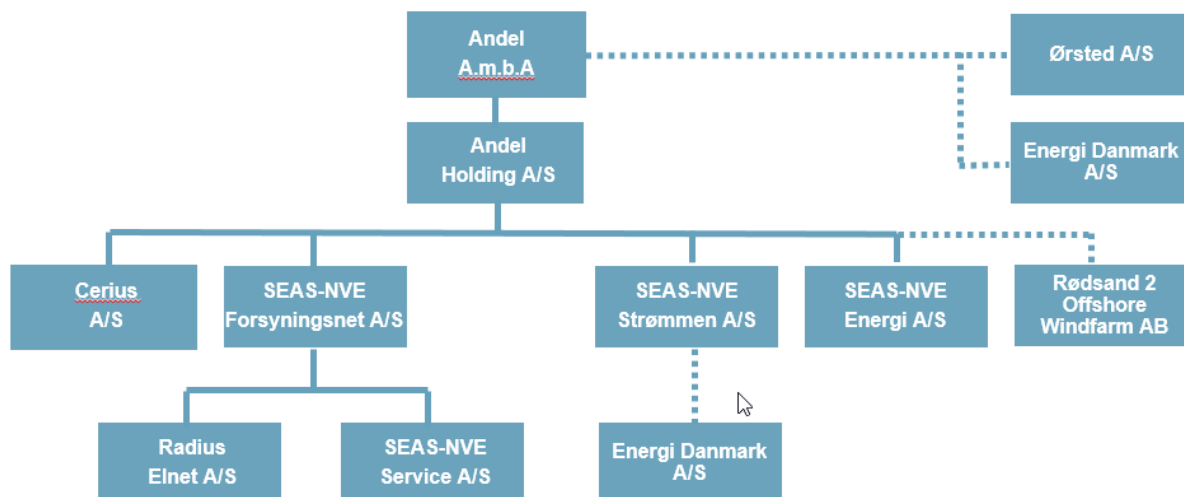 Andel
A.m.b.A
Ørsted A/S
Andel
Holding A/S
Energi Danmark
A/S
Cerius
A/S
SEAS-NVE
Forsyningsnet A/S
SEAS-NVE
Strømmen A/S
SEAS-NVE
Energi A/S
Rødsand 2
Offshore
Windfarm AB
Radius
Elnet A/S
SEAS-NVE
Service A/S
Energi Danmark
A/S